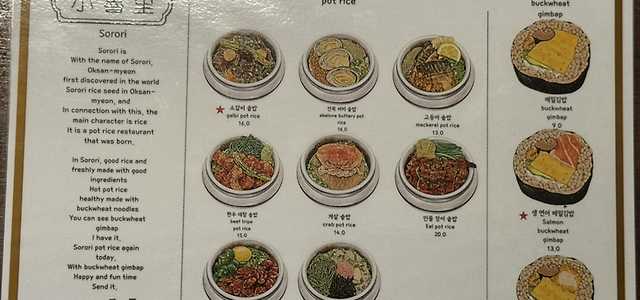 소
리
Sorori
Sorori is
With the name of Sorori,
Oksan-myeon
first discovered in the world
Sorori rice seed in Oksan-
myeon, and
In connection with this, the
main character is rice
It is a pot rice restaurant
that was born.
In Sorori, good rice and
freshly made with good
ingredients
Hot pot rice
healthy made with
buckwheat noodles
You can see buckwheat
gimbap
I have it.
Sorori pot rice again
today,
With buckwheat gimbap
Happy and fun time
Send it.
pot rice
소갈비 솥밥
galbi pot rice
16.0
전복 버터 솥밥
abalone buttery pot
rice
16.0
고등어 솥밥
mackerel pot rice
13.0
한우 대창 솥밥
beef tripe
pot rice
15.0
게살 솥밥
crab pot rice
14.0
민물 장어 솥밥
Eel pot rice
20.0
buckwheat
gimbap
메밀김밥
buckwheat
gimbap
9.0
생 연어 메밀김밥
Salmon
buckwheat
gimbap
13.0